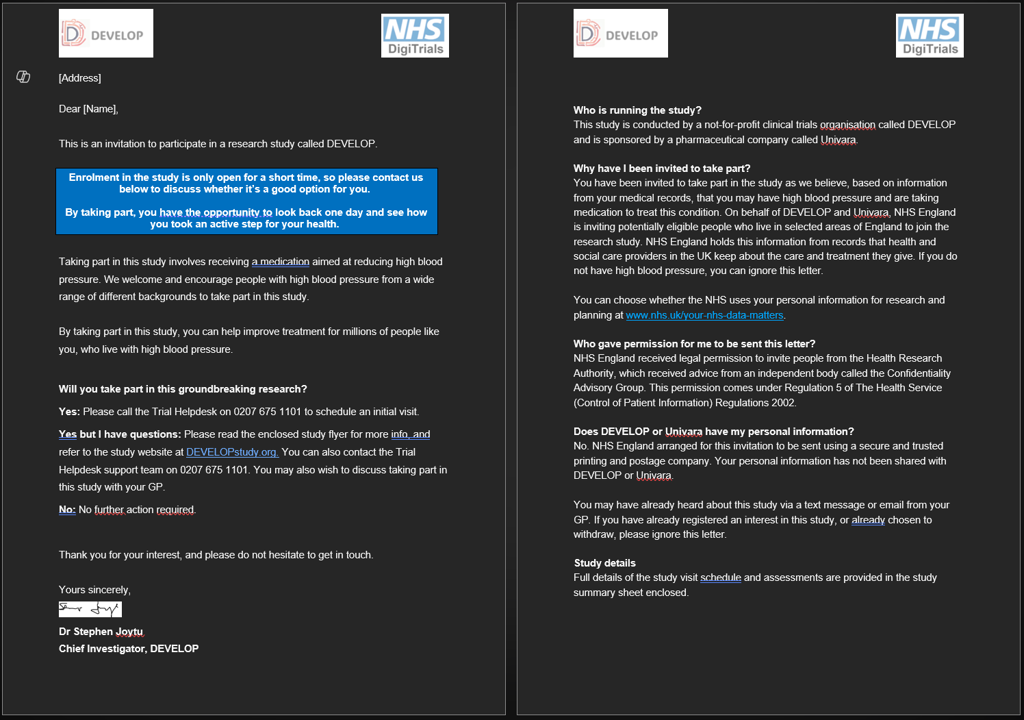 DEVELOP
NHS
DigiTrials
[Address]
Dear [Name],
This is an invitation to participate in a research study called DEVELOP.
Enrolment in the study is only open for a short time, so please contact us
below to discuss whether it's a good option for you.
By taking part, you have the opportunity to look back one day and see how
you took an active step for your health.
Taking part in this study involves receiving a medication aimed at reducing high blood
pressure. We welcome and encourage people with high blood pressure from a wide
range of different backgrounds to take part in this study.
By taking part in this study, you can help improve treatment for millions of people like
you, who live with high blood pressure.
Will you take part in this groundbreaking research?
Yes: Please call the Trial Helpdesk on 0207 675 1101 to schedule an initial visit.
Yes but I have questions: Please read the enclosed study flyer for more info, and
refer to the study website at DEVELOPstudy.org. You can also contact the Trial
Helpdesk support team on 0207 675 1101. You may also wish to discuss taking part in
this study with your GP.
No: No further action required.
Thank you for your interest, and please do not hesitate to get in touch.
Yours sincerely,
Dr Stephen Joytu
Chief Investigator, DEVELOP
DEVELOP
NHS
DigiTrials
Who is running the study?
This study is conducted by a not-for-profit clinical trials organisation called DEVELOP
and is sponsored by a pharmaceutical company called Univara.
Why have I been invited to take part?
You have been invited to take part in the study as we believe, based on information
from your medical records, that you may have high blood pressure and are taking
medication to treat this condition. On behalf of DEVELOP and Univara, NHS England
is inviting potentially eligible people who live in selected areas of England to join the
research study. NHS England holds this information from records that health and
social care providers in the UK keep about the care and treatment they give. If you do
not have high blood pressure, you can ignore this letter.
You can choose whether the NHS uses your personal information for research and
planning at www.nhs.uk/your-nhs-data-matters.
Who gave permission for me to be sent this letter?
NHS England received legal permission to invite people from the Health Research
Authority, which received advice from an independent body called the Confidentiality
Advisory Group. This permission comes under Regulation 5 of The Health Service
(Control of Patient Information) Regulations 2002.
Does DEVELOP or Univara have my personal information?
No. NHS England arranged for this invitation to be sent using a secure and trusted
printing and postage company. Your personal information has not been shared with
DEVELOP or Univara.
You may have already heard about this study via a text message or email from your
GP. If you have already registered an interest in this study, or already chosen to
withdraw, please ignore this letter.
Study details
Full details of the study visit schedule and assessments are provided in the study
summary sheet enclosed.